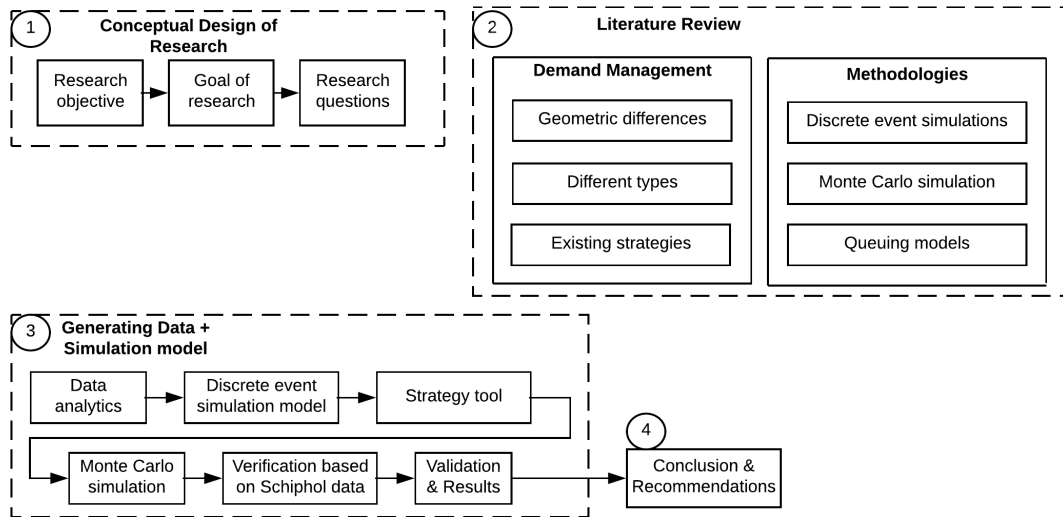 1
Conceptual Design of
Research
Research
objective
Goal of
research
Research
questions
2
Literature Review
Demand Management
Geometric differences
Different types
Existing strategies
Methodologies
Discrete event simulations
Monte Carlo simulation
Queuing models
3
Generating Data +
Simulation model
Data
analytics
Discrete event
simulation model
Strategy tool
Monte Carlo
simulation
Verification based
on Schiphol data
Validation
& Results
4
Conclusion &
Recommendations